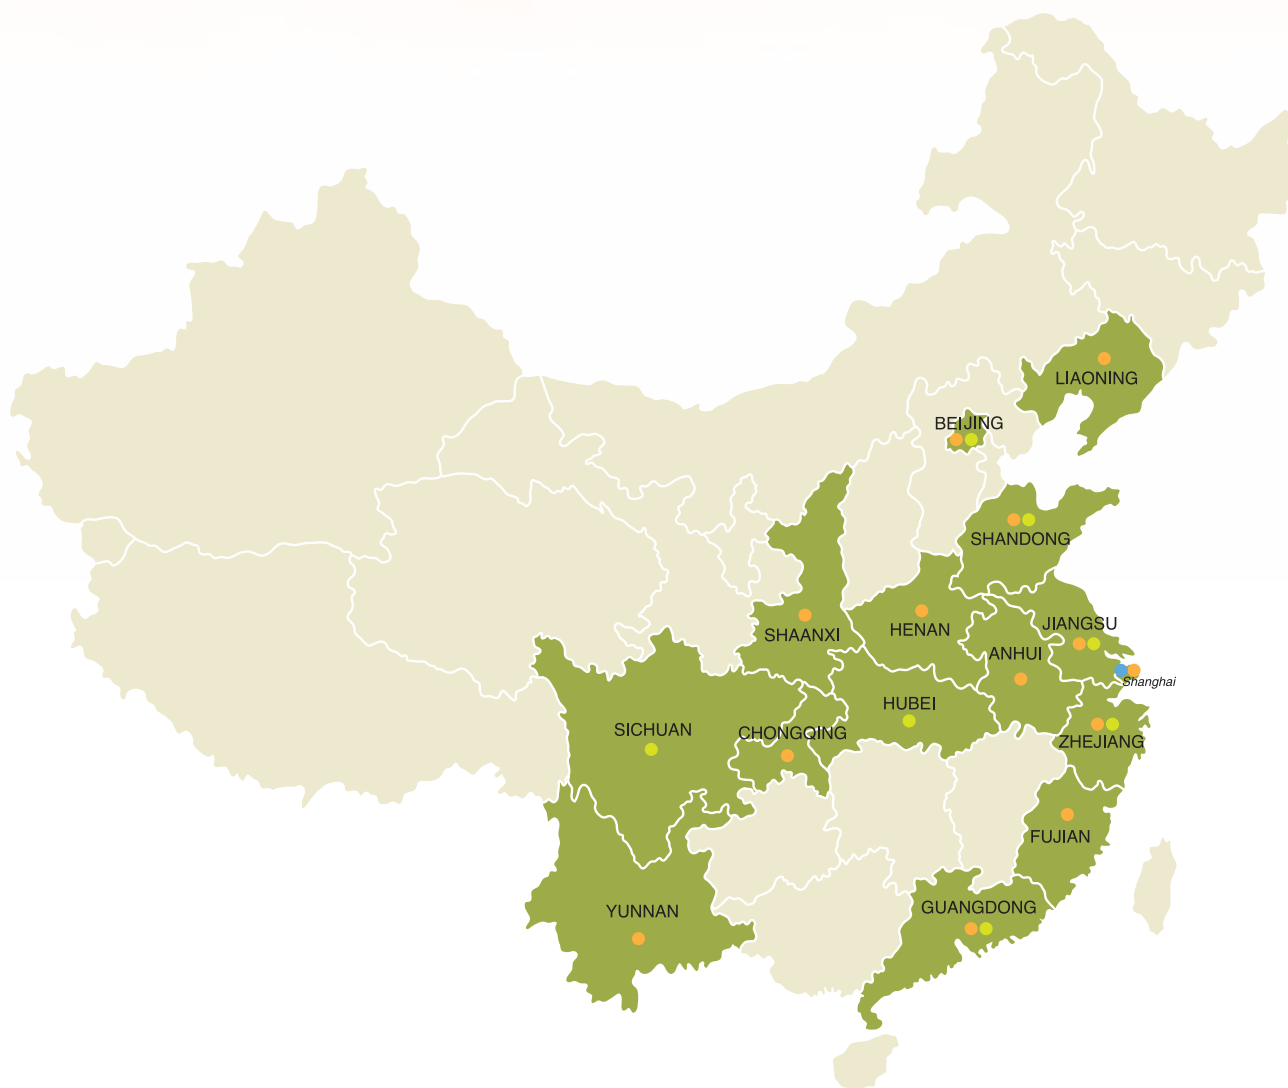 LIAONING
BEIJING
SHANDONG
HENAN
JIANGSU
SHAANXI
ANHUI
Shanghai
HUBEI
SICHUAN
CHONGQING
ZHEJIANG
FUJIAN
GUANGDONG
YUNNAN